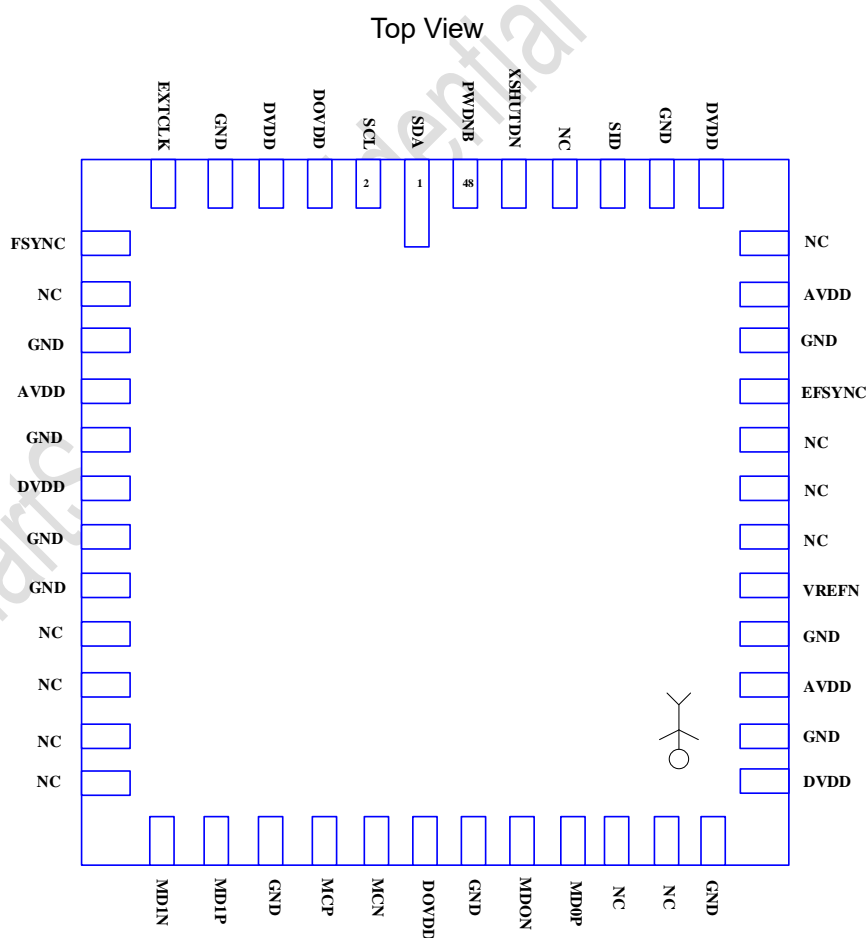 Top View
EXTCLK
GND
DVDD
DOVDD
SCL
SDA
PWDNB
XSHUTDN
NC
SID
GND
DVDD
2
1
48
FSYNC
NC
GND
AVDD
GND
DVDD
GND
GND
NC
NC
NC
NC
NC
AVDD
GND
EFSYNC
NC
NC
NC
VREFN
GND
AVDD
GND
DVDD
MD1N
MD1P
GND
MCP
MCN
DOVDD
GND
MDON
MD0P
NC
NC
GND